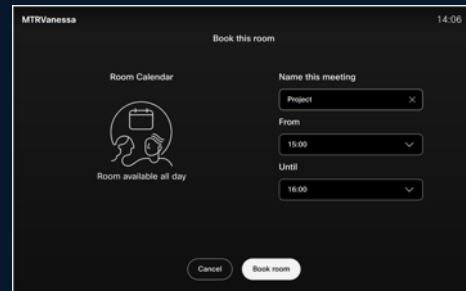 MTRVanessa
14:06
Book this room
Room Calendar
Room available all day
Name this meeting
Project
From
15:00
Until
16:00
Cancel
Book room